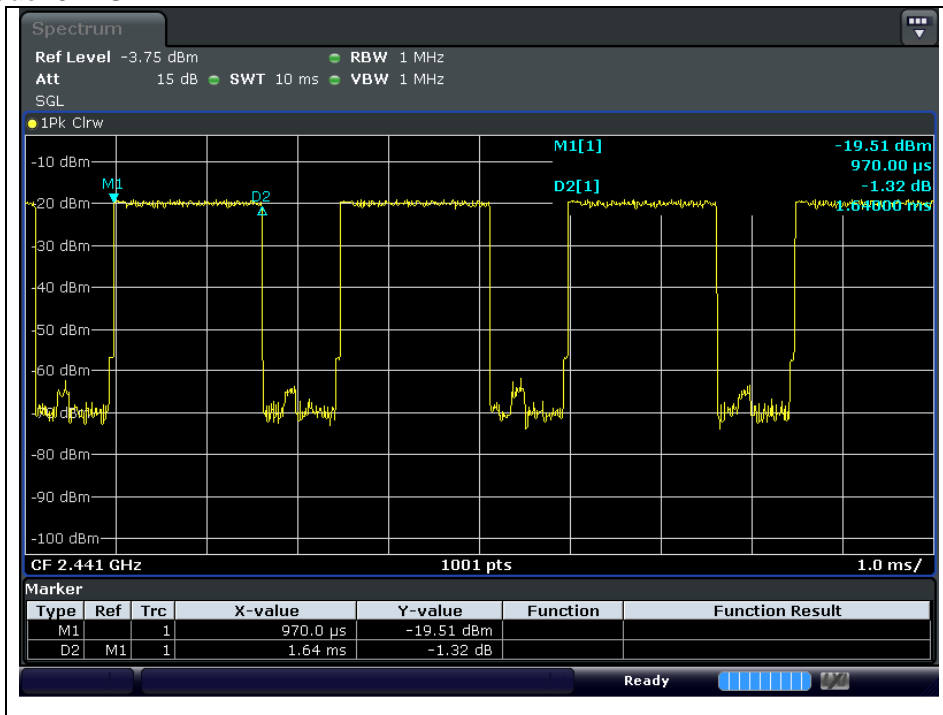 Spectrum
Ref Level -3.75 dBm RBW 1 MHz
Att 15 dB SWT 10 ms VBW 1 MHz
SGL
1Pk Clrw
M1[1] -19.51 dBm
970.00 µs
D2[1] -1.32 dB
1.64000 ms
M1
D2
-10 dBm
-20 dBm
-30 dBm
-40 dBm
-50 dBm
-60 dBm
-80 dBm
-90 dBm
-100 dBm
CF 2.441 GHz 1001 pts 1.0 ms/
Marker
Type Ref Trc X-value Y-value Function Function Result
M1 1 970.0 µs -19.51 dBm
D2 M1 1 1.64 ms -1.32 dB
Ready